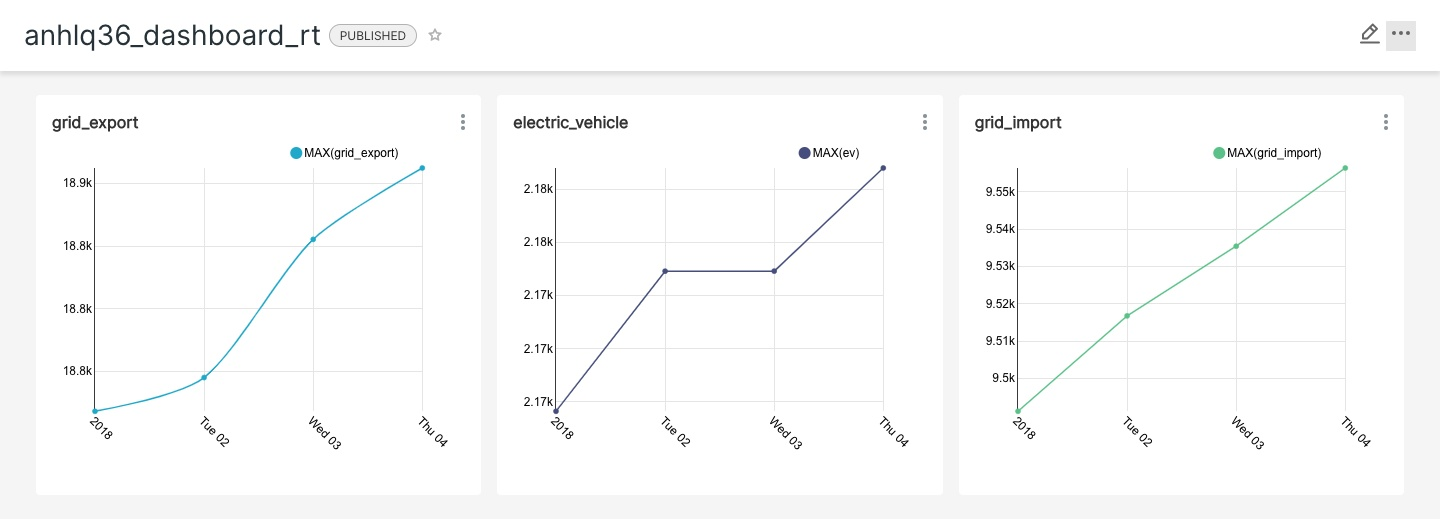 anhlq36_dashboard_rt PUBLISHED
grid_export
MAX(grid_export)
18.9k
18.8k
18.8k
18.8k
2018
Tue 02
Wed 03
Thu 04
electric_vehicle
MAX(ev)
2.18k
2.18k
2.17k
2.17k
2.17k
2018
Tue 02
Wed 03
Thu 04
grid_import
MAX(grid_import)
9.55k
9.54k
9.53k
9.52k
9.51k
9.5k
2018
Tue 02
Wed 03
Thu 04